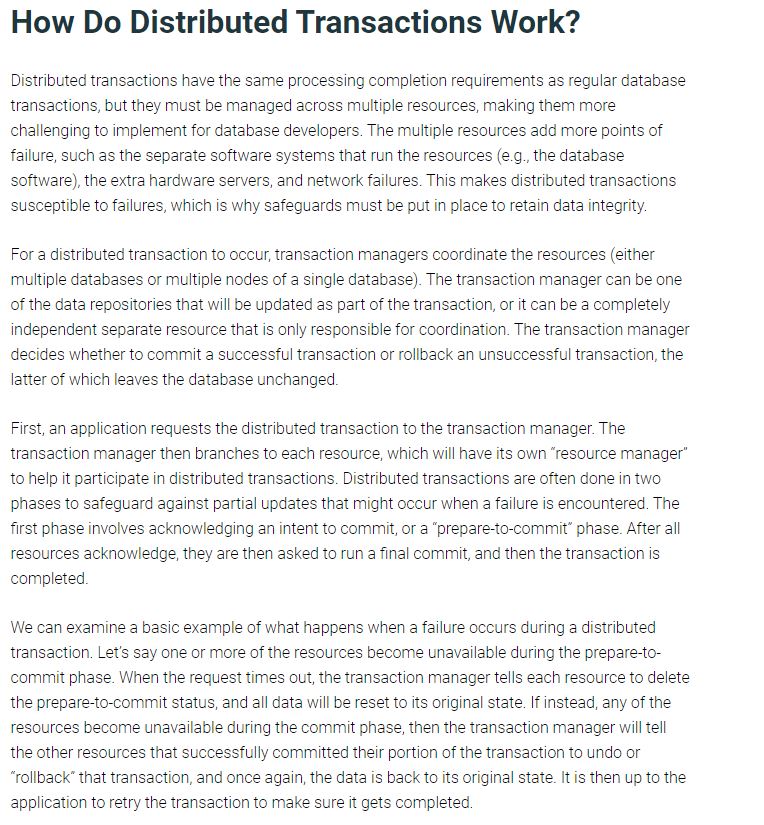 How Do Distributed Transactions Work?
Distributed transactions have the same processing completion requirements as regular database
transactions, but they must be managed across multiple resources, making them more
challenging to implement for database developers. The multiple resources add more points of
failure, such as the separate software systems that run the resources (e.g., the database
software), the extra hardware servers, and network failures. This makes distributed transactions
susceptible to failures, which is why safeguards must be put in place to retain data integrity.
For a distributed transaction to occur, transaction managers coordinate the resources (either
multiple databases or multiple nodes of a single database). The transaction manager can be one
of the data repositories that will be updated as part of the transaction, or it can be a completely
independent separate resource that is only responsible for coordination. The transaction manager
decides whether to commit a successful transaction or rollback an unsuccessful transaction, the
latter of which leaves the database unchanged.
First, an application requests the distributed transaction to the transaction manager. The
transaction manager then branches to each resource, which will have its own “resource manager”
to help it participate in distributed transactions. Distributed transactions are often done in two
phases to safeguard against partial updates that might occur when a failure is encountered. The
first phase involves acknowledging an intent to commit, or a “prepare-to-commit” phase. After all
resources acknowledge, they are then asked to run a final commit, and then the transaction is
completed.
We can examine a basic example of what happens when a failure occurs during a distributed
transaction. Let’s say one or more of the resources become unavailable during the prepare-to-
commit phase. When the request times out, the transaction manager tells each resource to delete
the prepare-to-commit status, and all data will be reset to its original state. If instead, any of the
resources become unavailable during the commit phase, then the transaction manager will tell
the other resources that successfully committed their portion of the transaction to undo or
“rollback” that transaction, and once again, the data is back to its original state. It is then up to the
application to retry the transaction to make sure it gets completed.